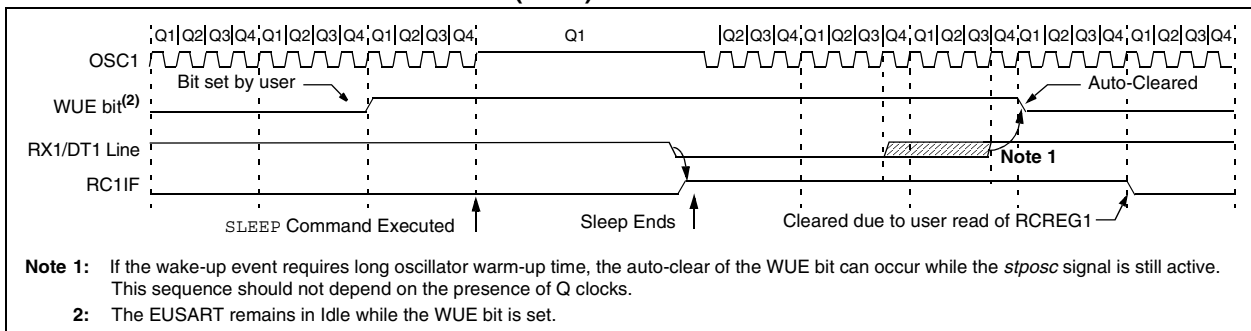 Q1 Q2 Q3 Q4 Q1 Q2 Q3 Q4 Q1 Q2 Q3 Q4 Q1 Q2 Q3 Q4 Q1 Q2 Q3 Q4 Q1 Q2 Q3 Q4 Q1 Q2 Q3 Q4 Q1 Q2 Q3 Q4
OSC1
Bit set by user
Auto-Cleared
WUE bit(2)
RX1/DT1 Line
Note 1
RC1IF
SLEEP Command Executed
Sleep Ends
Cleared due to user read of RCREG1
Note 1: If the wake-up event requires long oscillator warm-up time, the auto-clear of the WUE bit can occur while the stposc signal is still active.
This sequence should not depend on the presence of Q clocks.
2: The EUSART remains in Idle while the WUE bit is set.